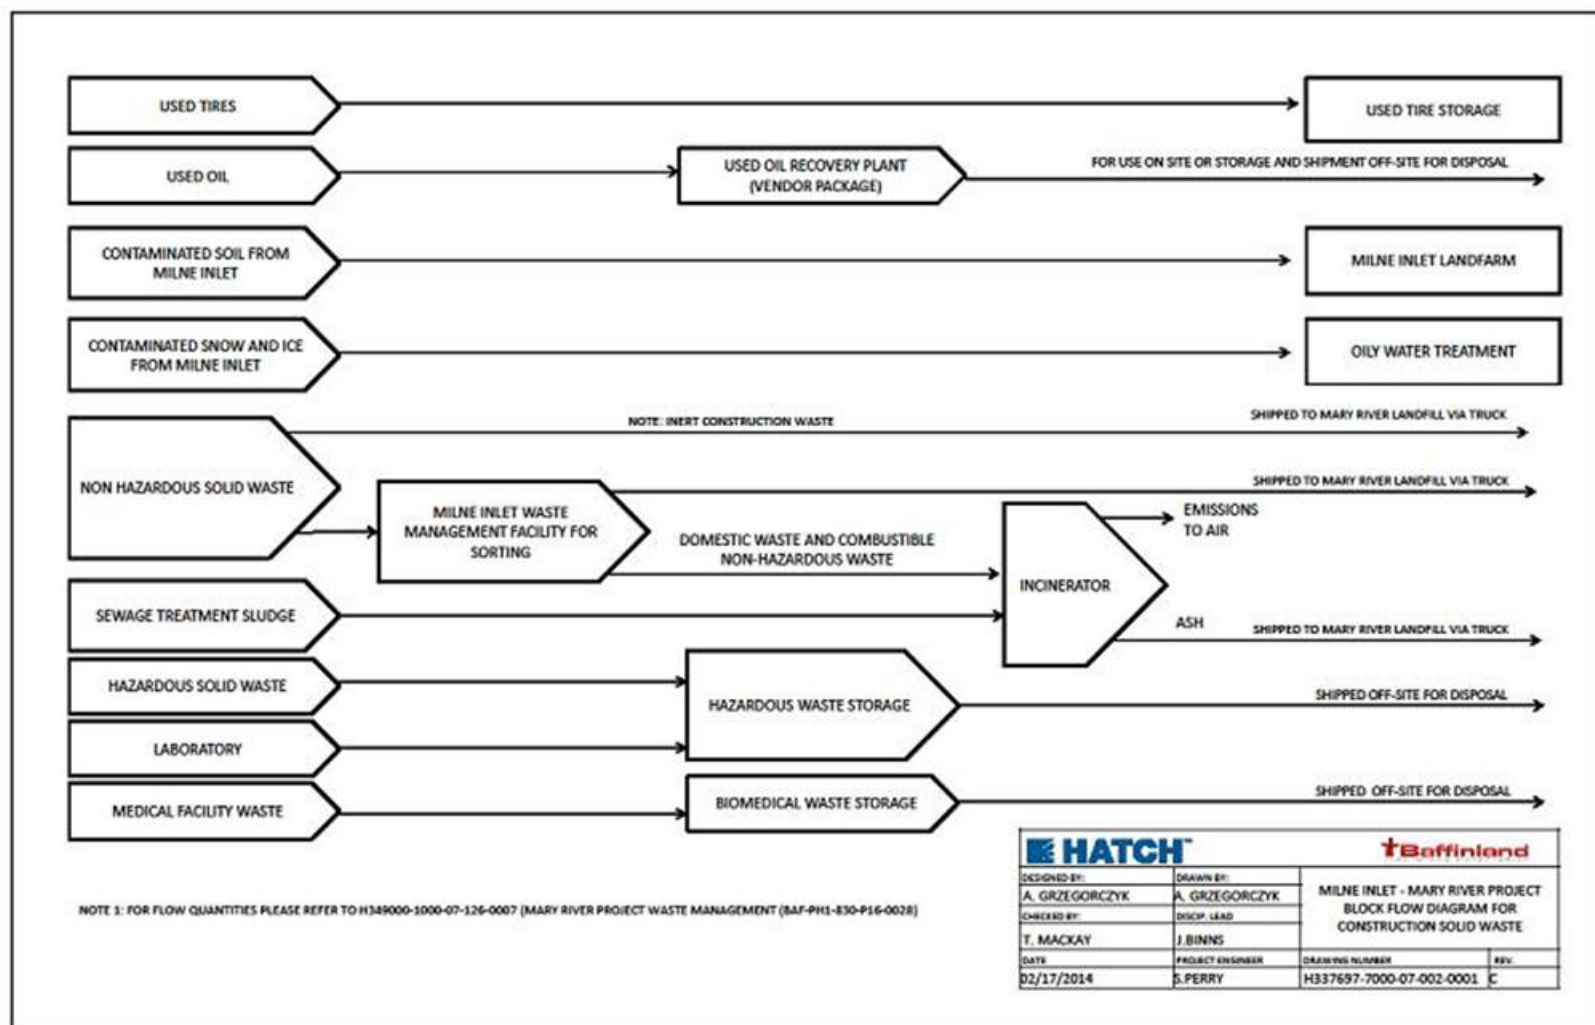 USED TIRES
USED TIRE STORAGE
USED OIL
USED OIL RECOVERY PLANT
(VENDOR PACKAGE)
FOR USE ON SITE OR STORAGE AND SHIPMENT OFF-SITE FOR DISPOSAL
CONTAMINATED SOIL FROM
MILNE INLET
MILNE INLET LANDFARM
CONTAMINATED SNOW AND ICE
FROM MILNE INLET
OILY WATER TREATMENT
NON HAZARDOUS SOLID WASTE
NOTE: INERT CONSTRUCTION WASTE
SHIPPED TO MARY RIVER LANDFILL VIA TRUCK
MILNE INLET WASTE
MANAGEMENT FACILITY FOR
SORTING
SHIPPED TO MARY RIVER LANDFILL VIA TRUCK
DOMESTIC WASTE AND COMBUSTIBLE
NON-HAZARDOUS WASTE
INCINERATOR
EMISSIONS
TO AIR
SEWAGE TREATMENT SLUDGE
ASH
SHIPPED TO MARY RIVER LANDFILL VIA TRUCK
HAZARDOUS SOLID WASTE
HAZARDOUS WASTE STORAGE
SHIPPED OFF-SITE FOR DISPOSAL
LABORATORY
MEDICAL FACILITY WASTE
BIOMEDICAL WASTE STORAGE
SHIPPED OFF-SITE FOR DISPOSAL
NOTE 1: FOR FLOW QUANTITIES PLEASE REFER TO H349000-1000-07-126-0007 (MARY RIVER PROJECT WASTE MANAGEMENT (BAF-PH1-830-P16-0028)
HATCH™
Baffinland
DESIGNED BY:
DRAWN BY:
A. GRZEGORCZYK
A. GRZEGORCZYK
CHECKED BY:
DISCIP. LEAD
T. MACKAY
J.BINNS
MILNE INLET - MARY RIVER PROJECT
BLOCK FLOW DIAGRAM FOR
CONSTRUCTION SOLID WASTE
DATE
PROJECT ENGINEER
DRAWING NUMBER
REV.
02/17/2014
S.PERRY
H337697-7000-07-002-0001
C